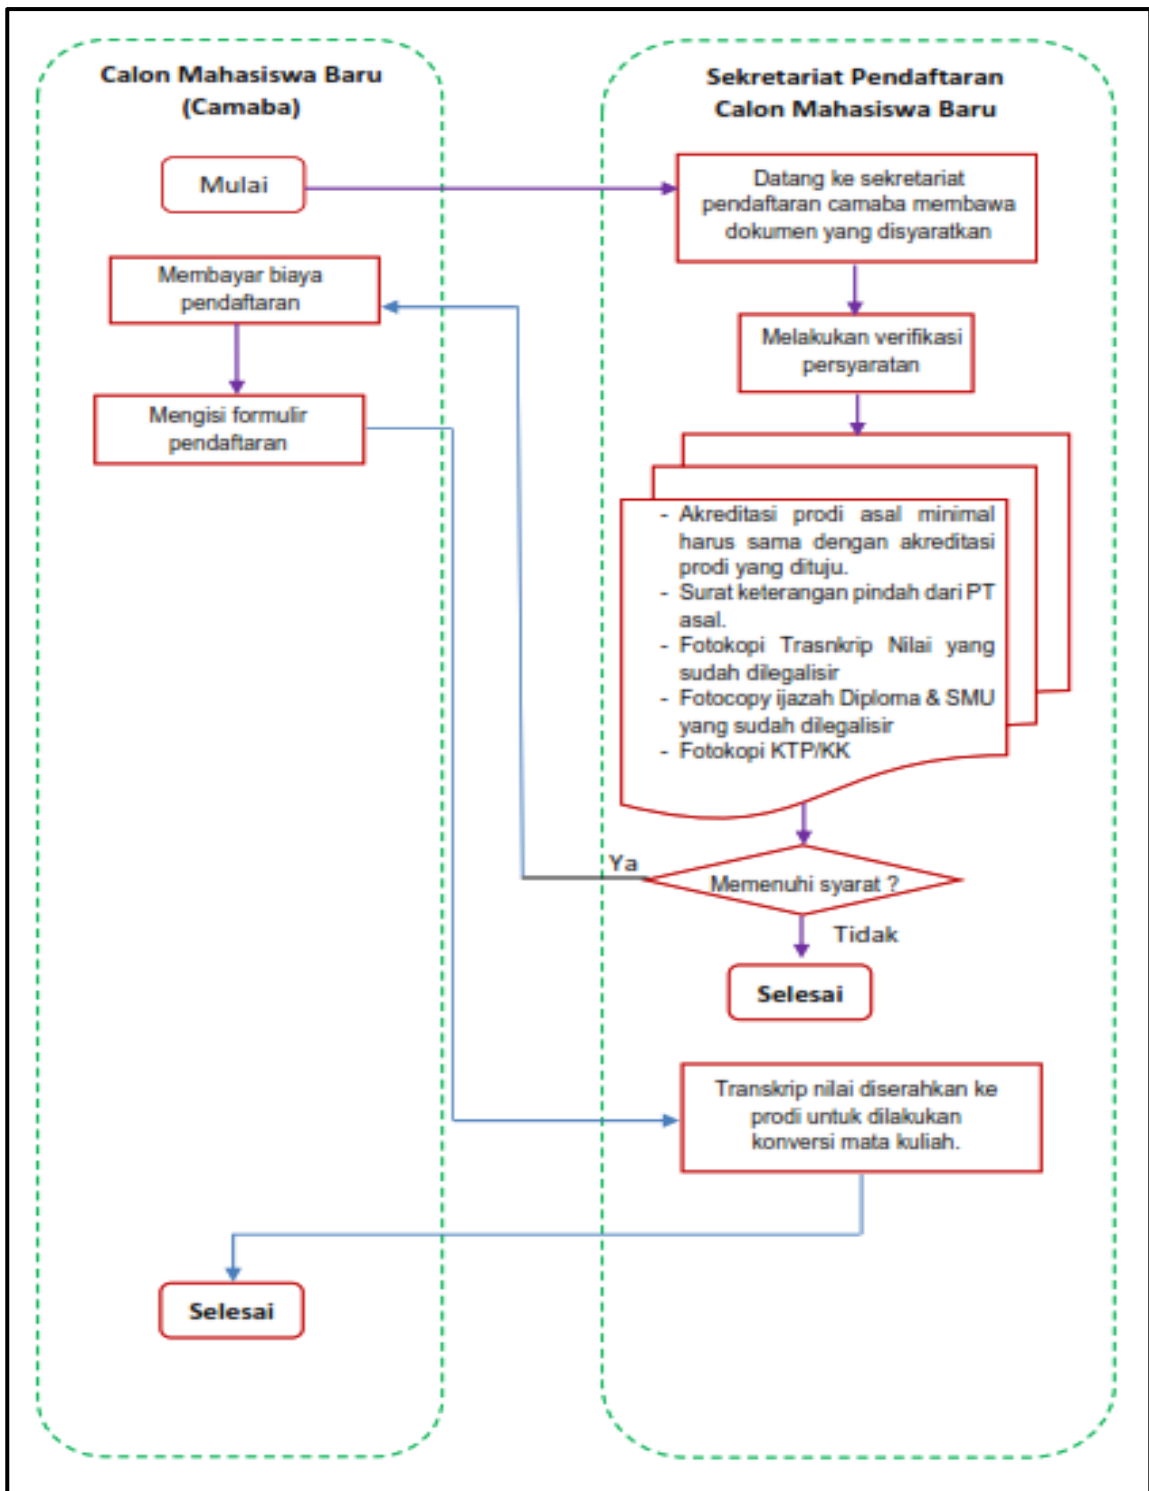 Calon Mahasiswa Baru
(Camaba)
Mulai
Membayar biaya
pendaftaran
Mengisi formulir
pendaftaran
Selesai
Sekretariat Pendaftaran
Calon Mahasiswa Baru
Datang ke sekretariat
pendaftaran camaba membawa
dokumen yang disyaratkan
Melakukan verifikasi
persyaratan
- Akreditasi prodi asal minimal
harus sama dengan akreditasi
prodi yang dituju.
- Surat keterangan pindah dari PT
asal.
- Fotokopi Trasnkrip Nilai yang
sudah dilegalisir
- Fotocopy ijazah Diploma & SMU
yang sudah dilegalisir
- Fotokopi KTP/KK
Ya
Memenuhi syarat ?
Tidak
Selesai
Transkrip nilai diserahkan ke
prodi untuk dilakukan
konversi mata kuliah.